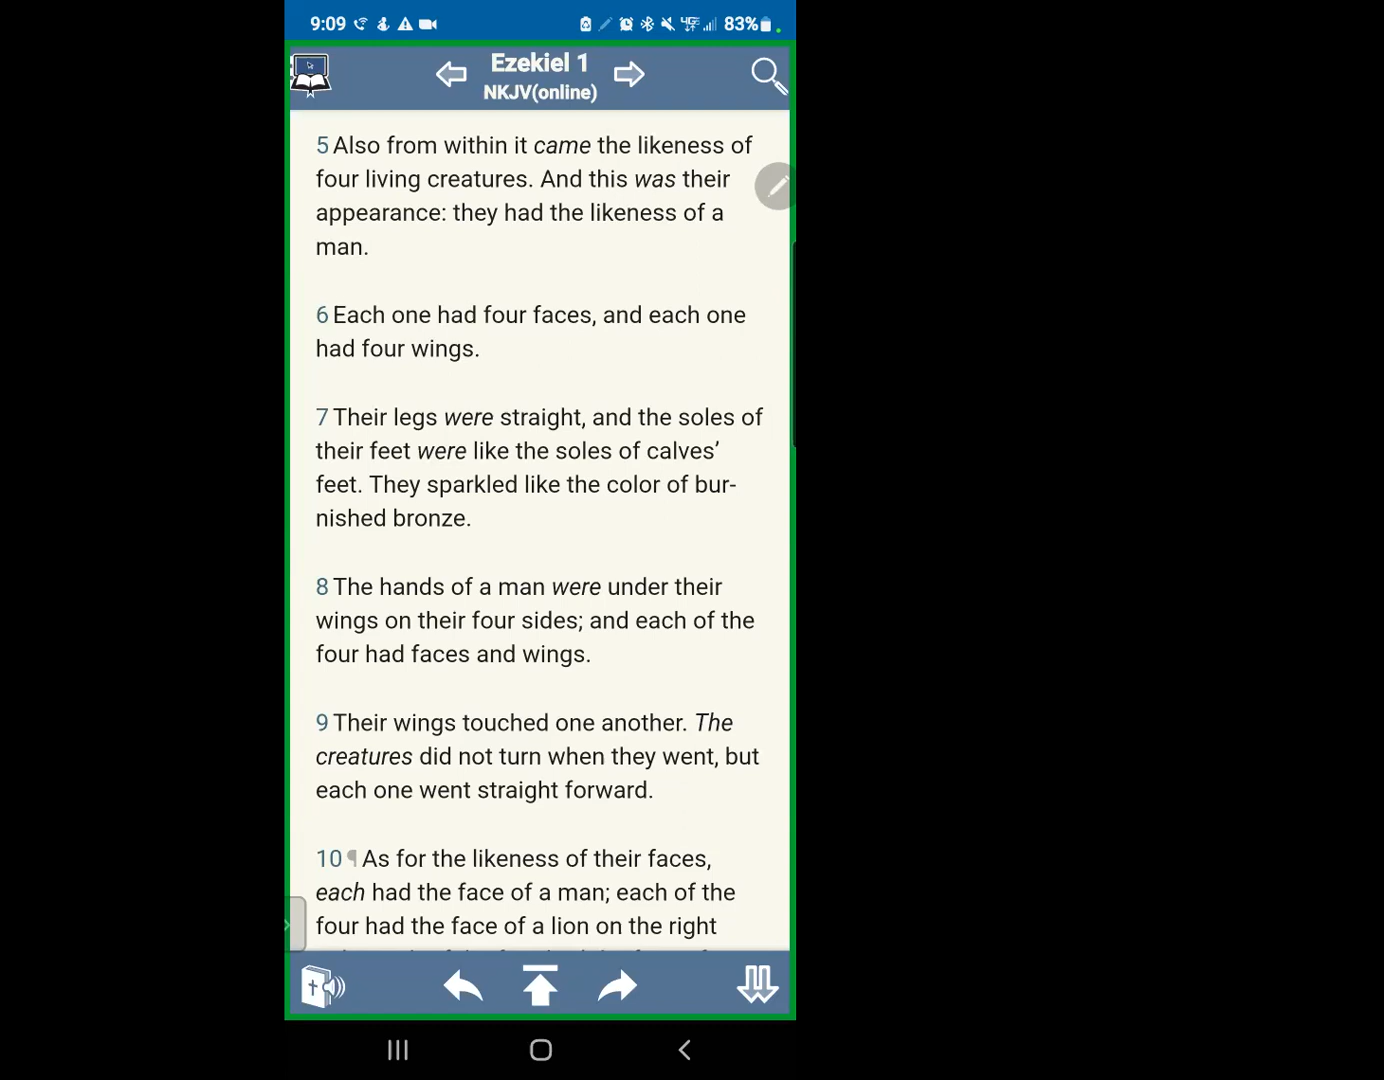 9:09
4G
83%
Ezekiel 1
NKJV(online)
5 Also from within it came the likeness of
four living creatures. And this was their
appearance: they had the likeness of a
man.
6 Each one had four faces, and each one
had four wings.
7 Their legs were straight, and the soles of
their feet were like the soles of calves’
feet. They sparkled like the color of bur-
nished bronze.
8 The hands of a man were under their
wings on their four sides; and each of the
four had faces and wings.
9 Their wings touched one another. The
creatures did not turn when they went, but
each one went straight forward.
10 ¶ As for the likeness of their faces,
each had the face of a man; each of the
four had the face of a lion on the right